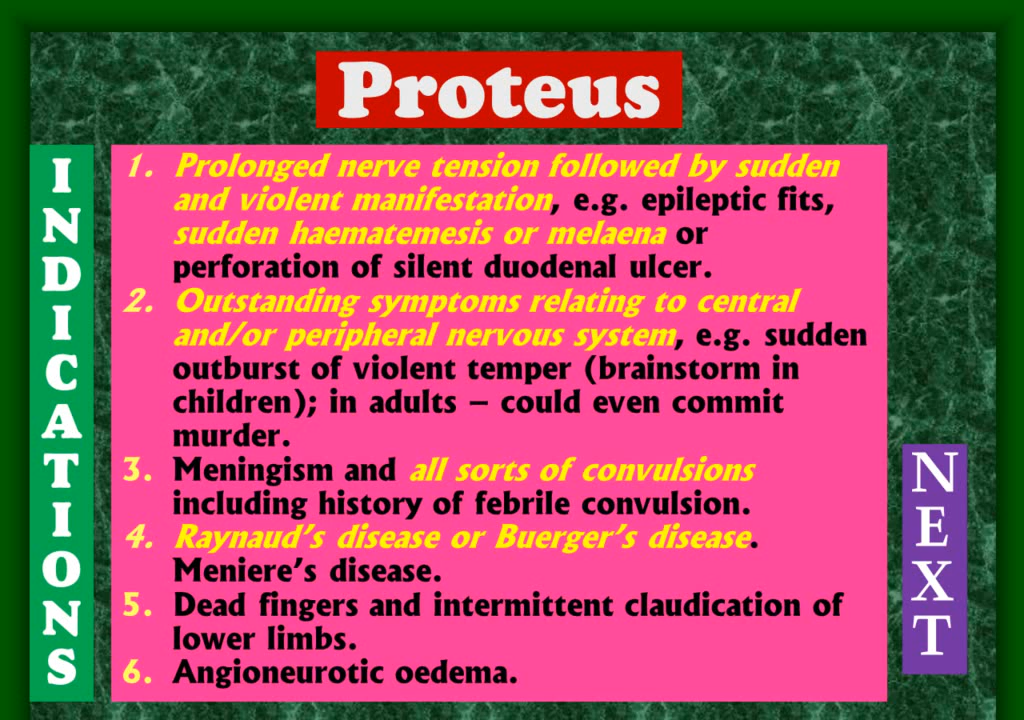 Proteus
INDICATIONS
1. Prolonged nerve tension followed by sudden
and violent manifestation, e.g. epileptic fits,
sudden haematemesis or melaena or
perforation of silent duodenal ulcer.
2. Outstanding symptoms relating to central
and/or peripheral nervous system, e.g. sudden
outburst of violent temper (brainstorm in
children); in adults – could even commit
murder.
3. Meningism and all sorts of convulsions
including history of febrile convulsion.
4. Raynaud's disease or Buerger's disease.
Meniere's disease.
5. Dead fingers and intermittent claudication of
lower limbs.
6. Angioneurotic oedema.
NEXT